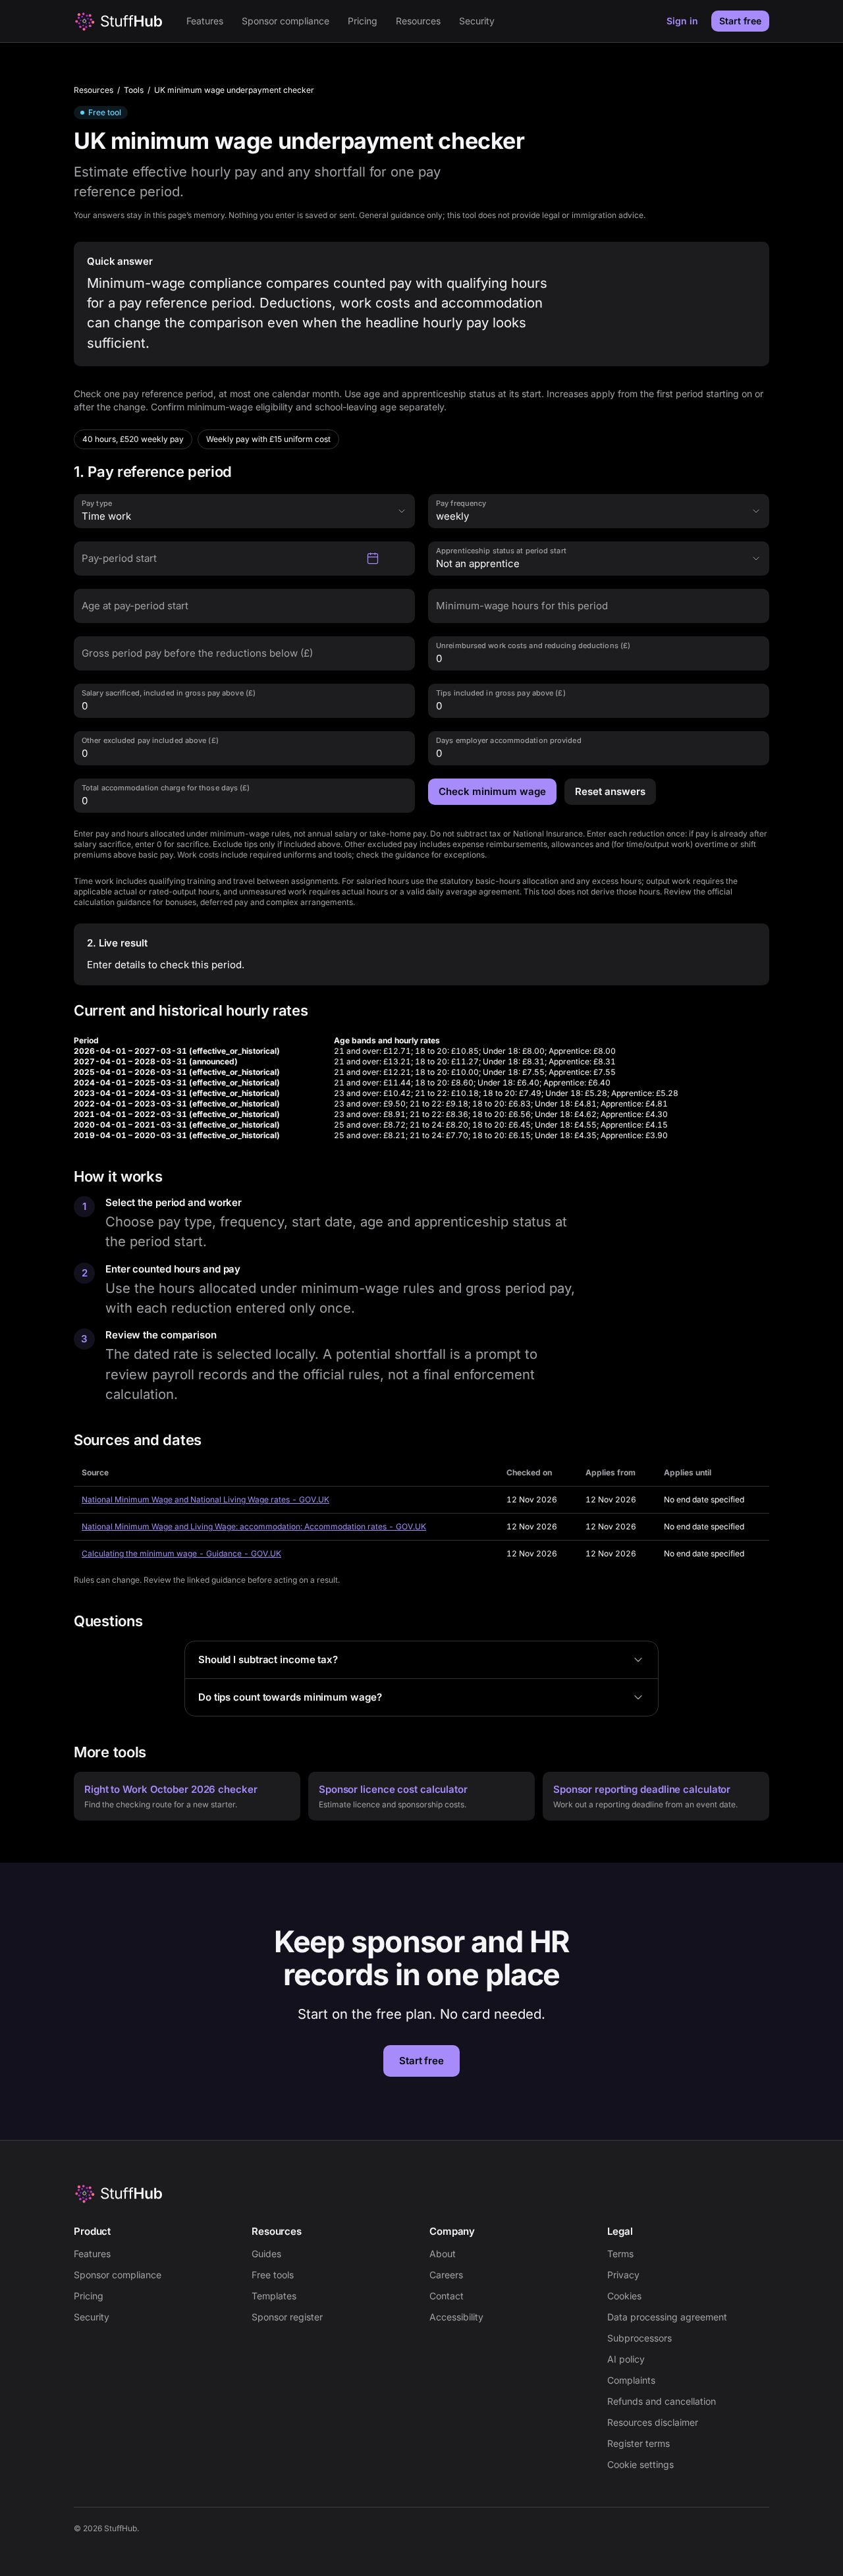 StuffHub
Features
Sponsor compliance
Pricing
Resources
Security
Sign in
Start free
Resources / Tools / UK minimum wage underpayment checker
Free tool
UK minimum wage underpayment checker
Estimate effective hourly pay and any shortfall for one pay
reference period.
Your answers stay in this page's memory. Nothing you enter is saved or sent. General guidance only; this tool does not provide legal or immigration advice.
Quick answer
Minimum-wage compliance compares counted pay with qualifying hours
for a pay reference period. Deductions, work costs and accommodation
can change the comparison even when the headline hourly pay looks
sufficient.
Check one pay reference period, at most one calendar month. Use age and apprenticeship status at its start. Increases apply from the first period starting on or
after the change. Confirm minimum-wage eligibility and school-leaving age separately.
40 hours, £520 weekly pay
Weekly pay with £15 uniform cost
1. Pay reference period
Pay type
Time work
Pay frequency
weekly
Pay-period start
Apprenticeship status at period start
Not an apprentice
Age at pay-period start
Minimum-wage hours for this period
Gross period pay before the reductions below (£)
Unreimbursed work costs and reducing deductions (£)
0
Salary sacrificed, included in gross pay above (£)
0
Tips included in gross pay above (£)
0
Other excluded pay included above (£)
0
Days employer accommodation provided
0
Total accommodation charge for those days (£)
0
Check minimum wage
Reset answers
Enter pay and hours allocated under minimum-wage rules, not annual salary or take-home pay. Do not subtract tax or National Insurance. Enter each reduction once: if pay is already after
salary sacrifice, enter 0 for sacrifice. Exclude tips only if included above. Other excluded pay includes expense reimbursements, allowances and (for time/output work) overtime or shift
premiums above basic pay. Work costs include required uniforms and tools; check the guidance for exceptions.
Time work includes qualifying training and travel between assignments. For salaried hours use the statutory basic-hours allocation and any excess hours; output work requires the
applicable actual or rated-output hours, and unmeasured work requires actual hours or a valid daily average agreement. This tool does not derive those hours. Review the official
calculation guidance for bonuses, deferred pay and complex arrangements.
2. Live result
Enter details to check this period.
Current and historical hourly rates
Period
Age bands and hourly rates
2026-04-01 – 2027-03-31 (effective_or_historical)
21 and over: £12.71; 18 to 20: £10.85; Under 18: £8.00; Apprentice: £8.00
2027-04-01 – 2028-03-31 (announced)
21 and over: £13.21; 18 to 20: £11.27; Under 18: £8.31; Apprentice: £8.31
2025-04-01 – 2026-03-31 (effective_or_historical)
21 and over: £12.21; 18 to 20: £10.00; Under 18: £7.55; Apprentice: £7.55
2024-04-01 – 2025-03-31 (effective_or_historical)
21 and over: £11.44; 18 to 20: £8.60; Under 18: £6.40; Apprentice: £6.40
2023-04-01 – 2024-03-31 (effective_or_historical)
23 and over: £10.42; 21 to 22: £10.18; 18 to 20: £7.49; Under 18: £5.28; Apprentice: £5.28
2022-04-01 – 2023-03-31 (effective_or_historical)
23 and over: £9.50; 21 to 22: £9.18; 18 to 20: £6.83; Under 18: £4.81; Apprentice: £4.81
2021-04-01 – 2022-03-31 (effective_or_historical)
23 and over: £8.91; 21 to 22: £8.36; 18 to 20: £6.56; Under 18: £4.62; Apprentice: £4.30
2020-04-01 – 2021-03-31 (effective_or_historical)
25 and over: £8.72; 21 to 24: £8.20; 18 to 20: £6.45; Under 18: £4.55; Apprentice: £4.15
2019-04-01 – 2020-03-31 (effective_or_historical)
25 and over: £8.21; 21 to 24: £7.70; 18 to 20: £6.15; Under 18: £4.35; Apprentice: £3.90
How it works
1
Select the period and worker
Choose pay type, frequency, start date, age and apprenticeship status at
the period start.
2
Enter counted hours and pay
Use the hours allocated under minimum-wage rules and gross period pay,
with each reduction entered only once.
3
Review the comparison
The dated rate is selected locally. A potential shortfall is a prompt to
review payroll records and the official rules, not a final enforcement
calculation.
Sources and dates
Source
Checked on
Applies from
Applies until
National Minimum Wage and National Living Wage rates - GOV.UK
12 Nov 2026
12 Nov 2026
No end date specified
National Minimum Wage and Living Wage: accommodation: Accommodation rates - GOV.UK
12 Nov 2026
12 Nov 2026
No end date specified
Calculating the minimum wage - Guidance - GOV.UK
12 Nov 2026
12 Nov 2026
No end date specified
Rules can change. Review the linked guidance before acting on a result.
Questions
Should I subtract income tax?
Do tips count towards minimum wage?
More tools
Right to Work October 2026 checker
Find the checking route for a new starter.
Sponsor licence cost calculator
Estimate licence and sponsorship costs.
Sponsor reporting deadline calculator
Work out a reporting deadline from an event date.
Keep sponsor and HR
records in one place
Start on the free plan. No card needed.
Start free
StuffHub
Product
Features
Sponsor compliance
Pricing
Security
Resources
Guides
Free tools
Templates
Sponsor register
Company
About
Careers
Contact
Accessibility
Legal
Terms
Privacy
Cookies
Data processing agreement
Subprocessors
AI policy
Complaints
Refunds and cancellation
Resources disclaimer
Register terms
Cookie settings
© 2026 StuffHub.